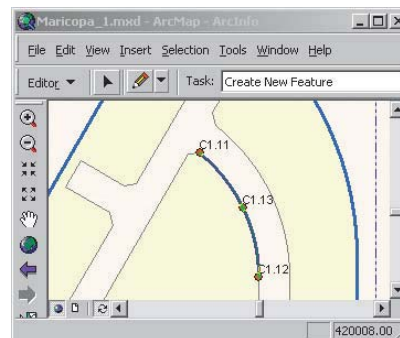 Maricopa_1.mxd - ArcMap - ArcInfo
File Edit View Insert Selection Tools Window Help
Editor Task: Create New Feature
C1.11
C1.13
C1.12
420008.00